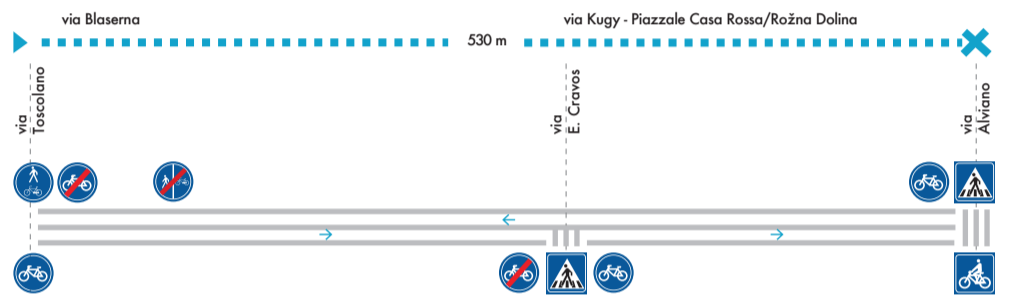 via Blaserna
via Kugy - Piazzale Casa Rossa/Rožna Dolina
530 m
via
Toscolano
via
E. Cravos
via
Alviano